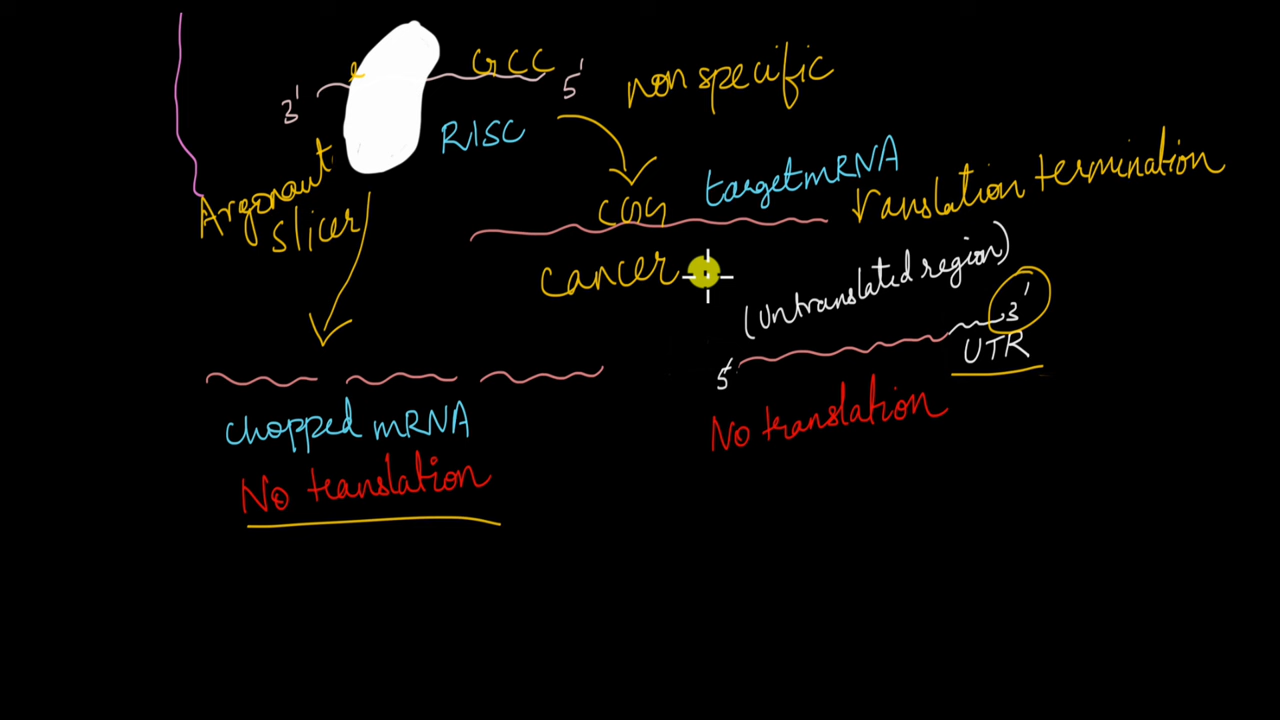 GCC
3' 5'
non specific
RISC
Argonaut
slicer
target mRNA
Translation termination
cancer
(Untranslated region)
3'
UTR
5'
No translation
chopped mRNA
No translation